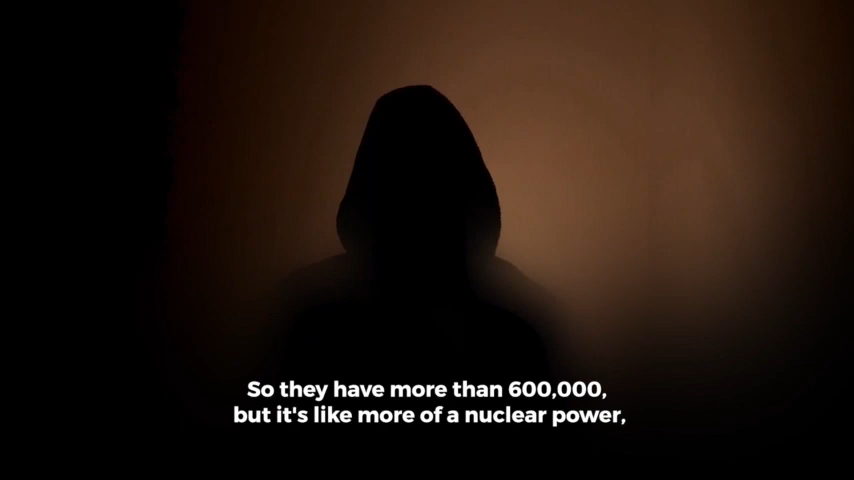 So they have more than 600,000,
but it's like more of a nuclear power,